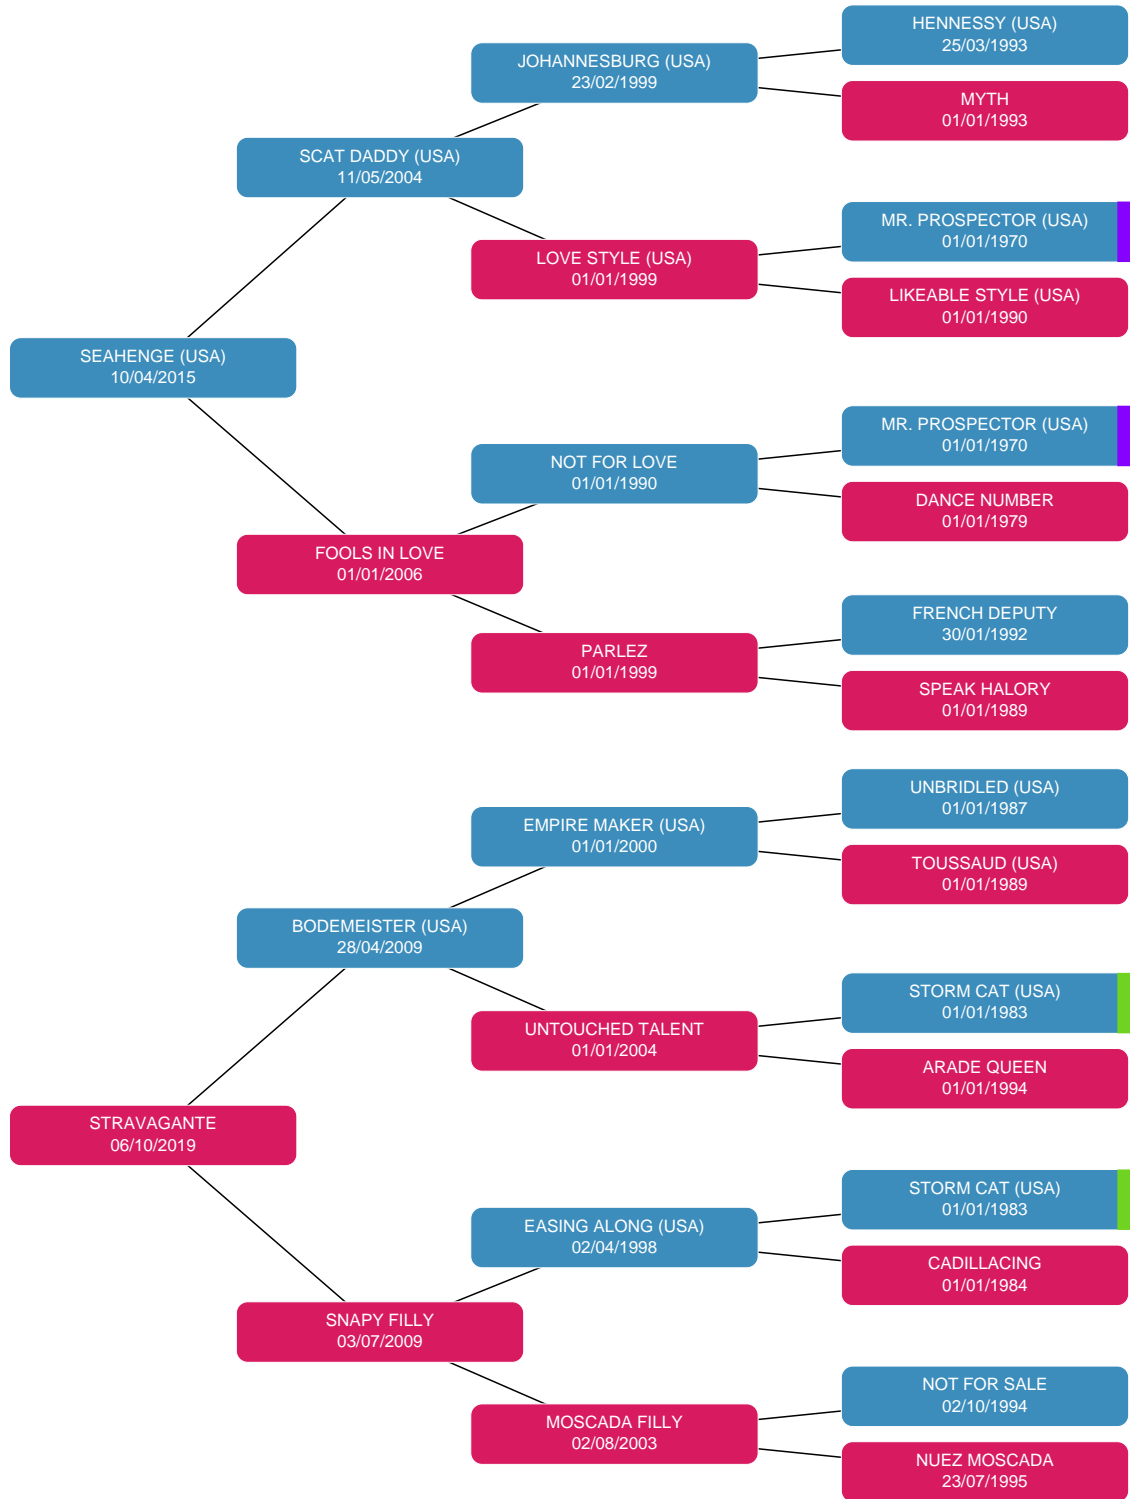 HENNESSY (USA)
25/03/1993
JOHANNESBURG (USA)
23/02/1999
MYTH
01/01/1993
SCAT DADDY (USA)
11/05/2004
MR. PROSPECTOR (USA)
01/01/1970
LOVE STYLE (USA)
01/01/1999
LIKEABLE STYLE (USA)
01/01/1990
SEAHENGE (USA)
10/04/2015
MR. PROSPECTOR (USA)
01/01/1970
NOT FOR LOVE
01/01/1990
DANCE NUMBER
01/01/1979
FOOLS IN LOVE
01/01/2006
FRENCH DEPUTY
30/01/1992
PARLEZ
01/01/1999
SPEAK HALORY
01/01/1989
UNBRIDLED (USA)
01/01/1987
EMPIRE MAKER (USA)
01/01/2000
TOUSSAUD (USA)
01/01/1989
BODEMEISTER (USA)
28/04/2009
STORM CAT (USA)
01/01/1983
UNTOUCHED TALENT
01/01/2004
ARADE QUEEN
01/01/1994
STRAVAGANTE
06/10/2019
STORM CAT (USA)
01/01/1983
EASING ALONG (USA)
02/04/1998
CADILLACING
01/01/1984
SNAPY FILLY
03/07/2009
NOT FOR SALE
02/10/1994
MOSCADA FILLY
02/08/2003
NUEZ MOSCADA
23/07/1995